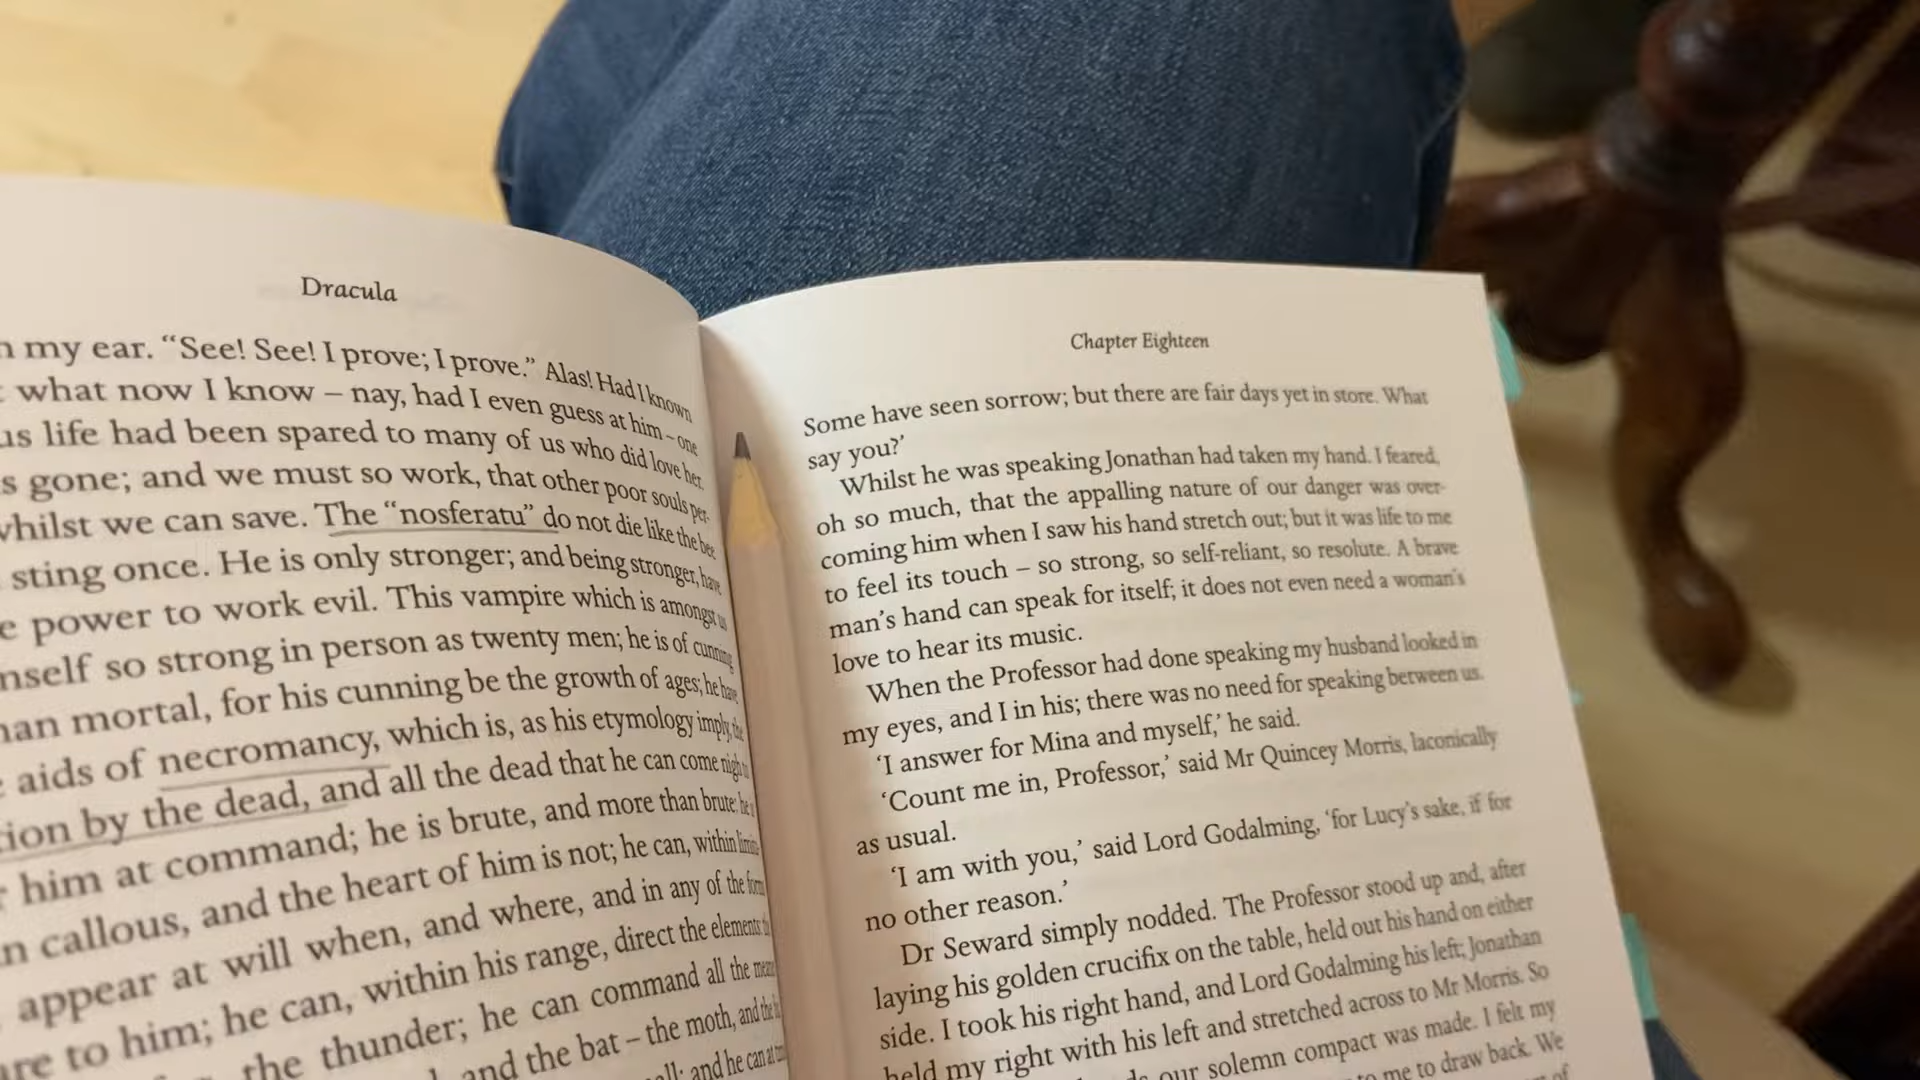 Dracula
my ear. “See! See! I prove; I prove.” Alas! Had I known
what now I know – nay, had I even guess at him – one
life had been spared to many of us who did love her.
gone; and we must so work, that other poor souls per-
whilst we can save. The “nosferatu” do not die like the bee
sting once. He is only stronger; and being stronger, have
power to work evil. This vampire which is amongst us
so strong in person as twenty men; he is of cunning
mortal, for his cunning be the growth of ages; he have
aids of necromancy, which is, as his etymology imply, the
by the dead, and all the dead that he can come nigh to
him at command; he is brute, and more than brute; he
callous, and the heart of him is not; he can, within limit-
appear at will when, and where, and in any of the form
to him; he can, within his range, direct the elements:
the thunder; he can command all the
and the bat – the moth, and the
and he can at
Chapter Eighteen
Some have seen sorrow; but there are fair days yet in store. What
say you?’
Whilst he was speaking Jonathan had taken my hand. I feared,
oh so much, that the appalling nature of our danger was over-
coming him when I saw his hand stretch out; but it was life to me
to feel its touch – so strong, so self-reliant, so resolute. A brave
man’s hand can speak for itself; it does not even need a woman’s
love to hear its music.
When the Professor had done speaking my husband looked in
my eyes, and I in his; there was no need for speaking between us.
‘I answer for Mina and myself,’ he said.
‘Count me in, Professor,’ said Mr Quincey Morris, laconically
as usual.
‘I am with you,’ said Lord Godalming, ‘for Lucy’s sake, if for
no other reason.’
Dr Seward simply nodded. The Professor stood up and, after
laying his golden crucifix on the table, held out his hand on either
side. I took his right hand, and Lord Godalming his left; Jonathan
held my right with his left and stretched across to Mr Morris. So
our solemn compact was made. I felt my
to me to draw back. We
of